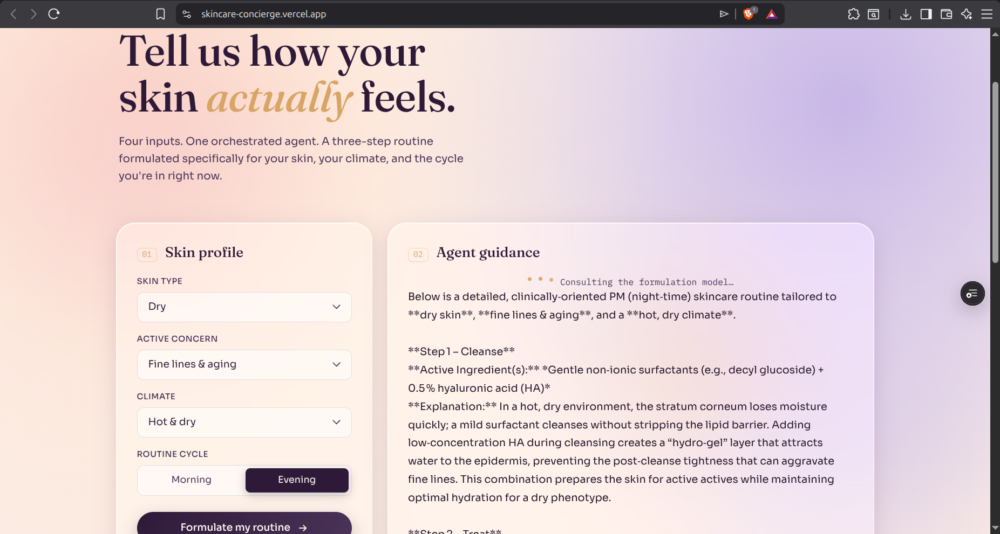 skincare-concierge.vercel.app
1
Tell us how your
skin actually feels.
Four inputs. One orchestrated agent. A three-step routine
formulated specifically for your skin, your climate, and the cycle
you're in right now.
01 Skin profile
SKIN TYPE
Dry
ACTIVE CONCERN
Fine lines & aging
CLIMATE
Hot & dry
ROUTINE CYCLE
Morning Evening
Formulate my routine →
02 Agent guidance
Consulting the formulation model…
Below is a detailed, clinically-oriented PM (night-time) skincare routine tailored to
**dry skin**, **fine lines & aging**, and a **hot, dry climate**.
**Step 1 – Cleanse**
**Active Ingredient(s):** *Gentle non-ionic surfactants (e.g., decyl glucoside) +
0.5 % hyaluronic acid (HA)*
**Explanation:** In a hot, dry environment, the stratum corneum loses moisture
quickly; a mild surfactant cleanses without stripping the lipid barrier. Adding
low-concentration HA during cleansing creates a “hydro-gel” layer that attracts
water to the epidermis, preventing the post-cleanse tightness that can aggravate
fine lines. This combination prepares the skin for active actives while maintaining
optimal hydration for a dry phenotype.
**Step 2 – Treat**